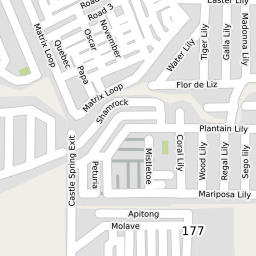 Easter Lily
Road 3
Matrix Loop
Quebec
Oscar
November
Papa
Water Lily
Tiger Lily
Galla Lily
Madonna Lily
Flor de Liz
Matrix Loop
Shamrock
Plantain Lily
Castle Spring Exit
Petunia
Mistletoe
Coral Lily
Wood Lily
Regal Lily
Sego lily
Mariposa Lily
Apitong
Molave
177